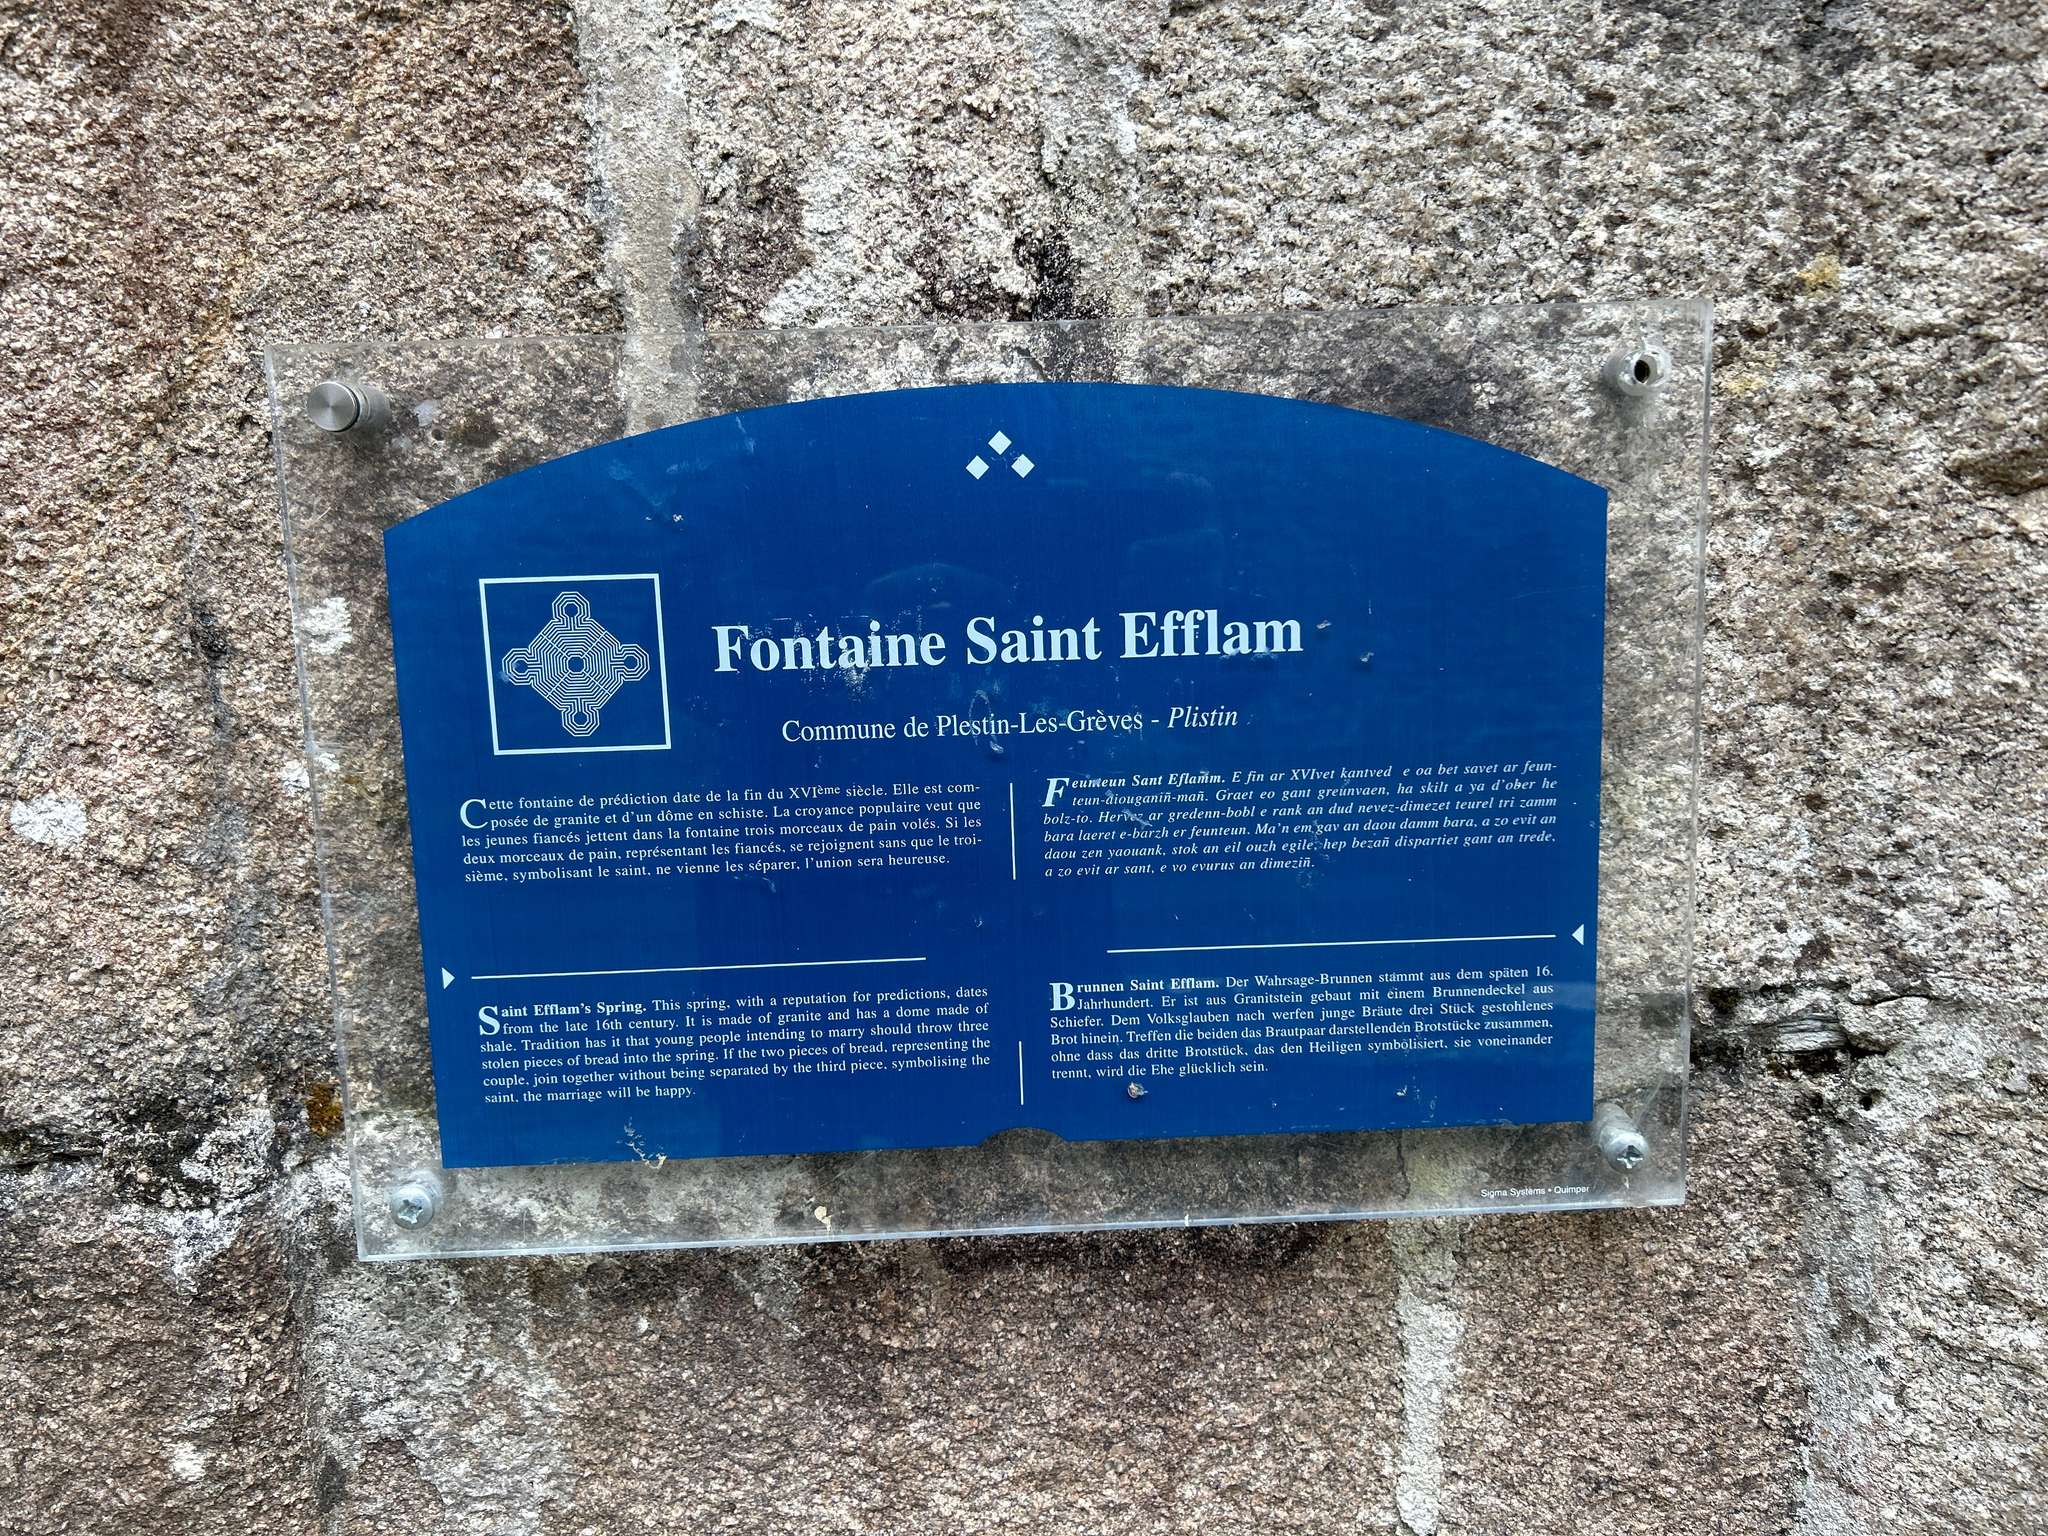 Fontaine Saint Efflam
Commune de Plestin-Les-Grèves - Plistin
Cette fontaine de prédiction date de la fin du XVIème siècle. Elle est com-
posée de granite et d'un dôme en schiste. La croyance populaire veut que
les jeunes fiancés jettent dans la fontaine trois morceaux de pain volés. Si les
deux morceaux de pain, représentant les fiancés, se rejoignent sans que le troi-
sième, symbolisant le saint, ne vienne les séparer, l'union sera heureuse.
Feunteun Sant Eflamm. E fin ar XVIvet kantved e oa bet savet ar feun-
teun-diouganiñ-mañ. Graet eo gant greunvaen, ha skilt a ya d'ober he
bolz-to. Hervez ar gredenn-bobl e rank an dud nevez-dimezet teurel tri zamm
bara laeret e-barzh er feunteun. Ma'n em gav an daou damm bara, a zo evit an
daou zen yaouank, stok an eil ouzh egile, hep bezañ dispartiet gant an trede,
a zo evit ar sant, e vo evurus an dimeziñ.
Saint Efflam's Spring. This spring, with a reputation for predictions, dates
from the late 16th century. It is made of granite and has a dome made of
shale. Tradition has it that young people intending to marry should throw three
stolen pieces of bread into the spring. If the two pieces of bread, representing the
couple, join together without being separated by the third piece, symbolising the
saint, the marriage will be happy.
Brunnen Saint Efflam. Der Wahrsage-Brunnen stammt aus dem späten 16.
Jahrhundert. Er ist aus Granitstein gebaut mit einem Brunnendeckel aus
Schiefer. Dem Volksglauben nach werfen junge Bräute drei Stück gestohlenes
Brot hinein. Treffen die beiden das Brautpaar darstellenden Brotstücke zusammen,
ohne dass das dritte Brotstück, das den Heiligen symbolisiert, sie voneinander
trennt, wird die Ehe glücklich sein.
Sigma Systèms • Quimper